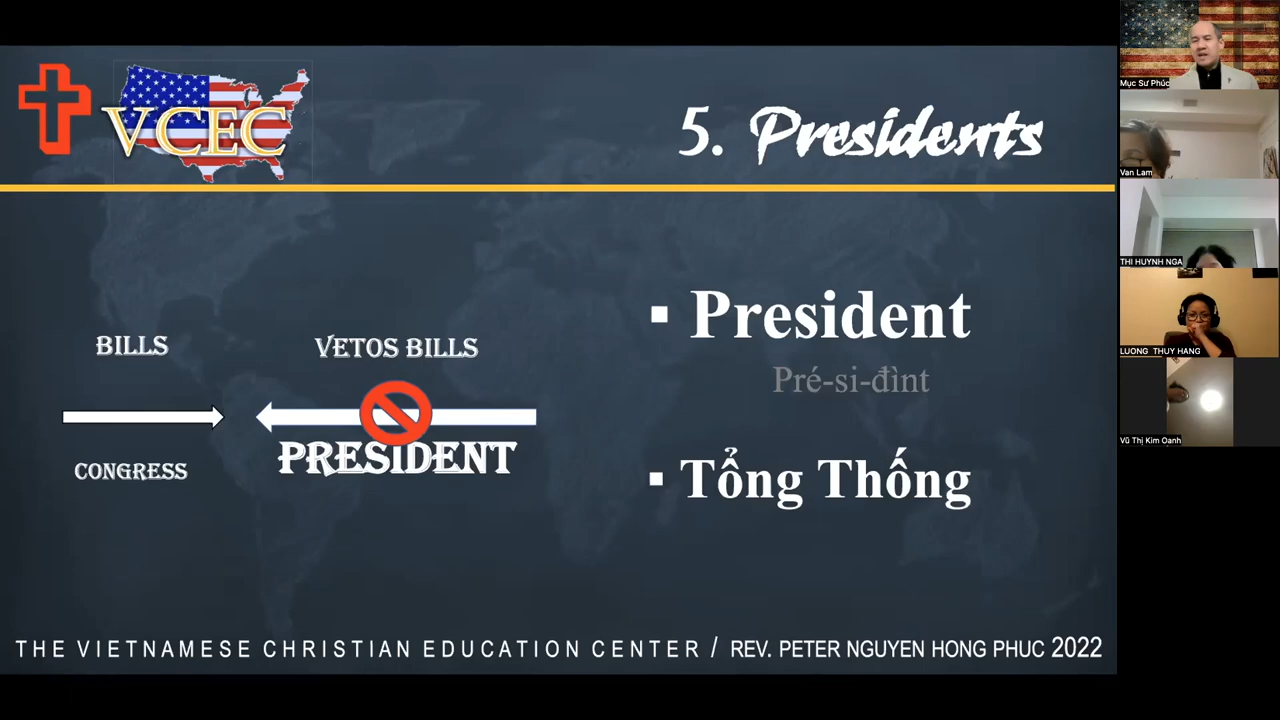 VCEC
5. Presidents
BILLS
VETOS BILLS
CONGRESS
PRESIDENT
▪ President
Pré-si-đìnt
▪ Tổng Thống
THE VIETNAMESE CHRISTIAN EDUCATION CENTER / REV. PETER NGUYEN HONG PHUC 2022
Mục Sư Phúc
Van Lam
THI HUYNH NGA
LUONG THUY HANG
Vũ Thị Kim Oanh